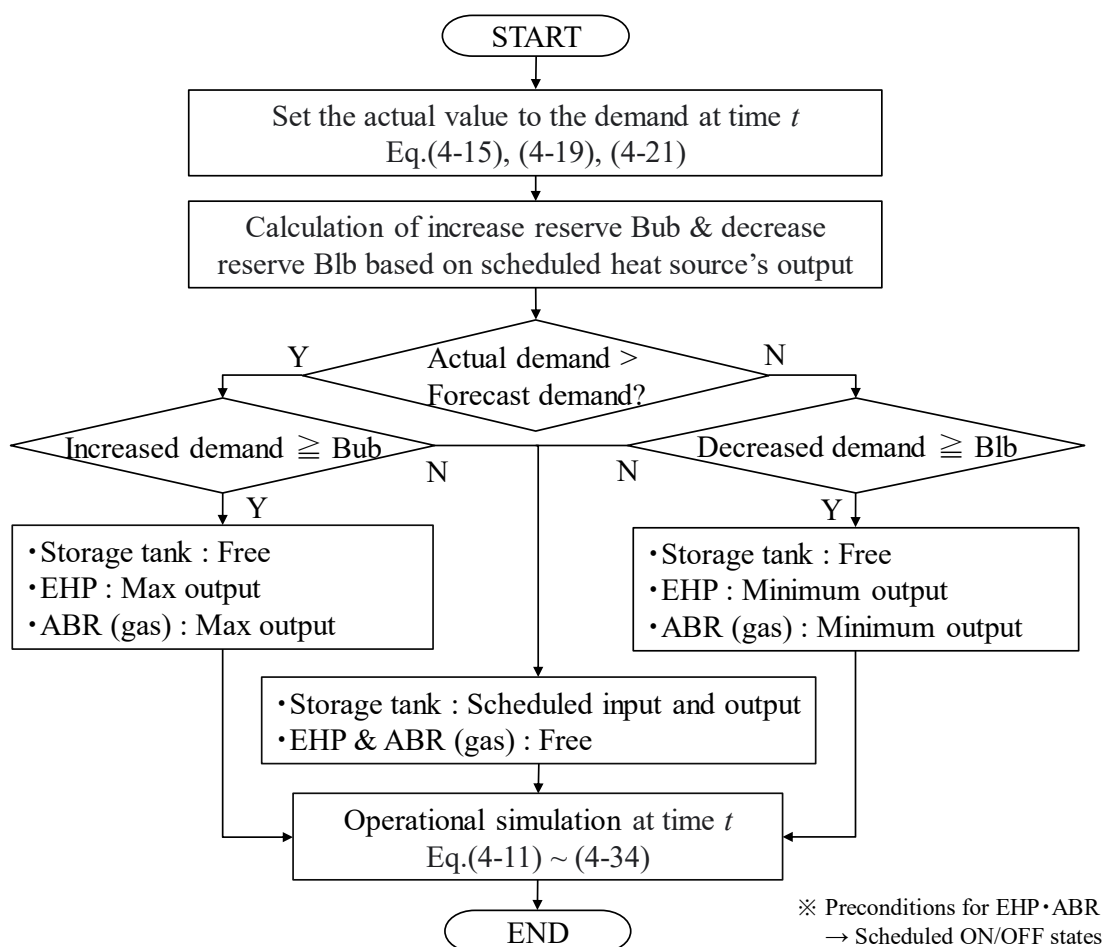 START
Set the actual value to the demand at time t
Eq.(4-15), (4-19), (4-21)
Calculation of increase reserve Bub & decrease
reserve Blb based on scheduled heat source's output
Actual demand >
Forecast demand?
Y
N
Increased demand ≧ Bub
Decreased demand ≧ Blb
N
N
Y
Y
・Storage tank : Free
・EHP : Max output
・ABR (gas) : Max output
・Storage tank : Free
・EHP : Minimum output
・ABR (gas) : Minimum output
・Storage tank : Scheduled input and output
・EHP & ABR (gas) : Free
Operational simulation at time t
Eq.(4-11) ~ (4-34)
END
※ Preconditions for EHP・ABR
→ Scheduled ON/OFF states